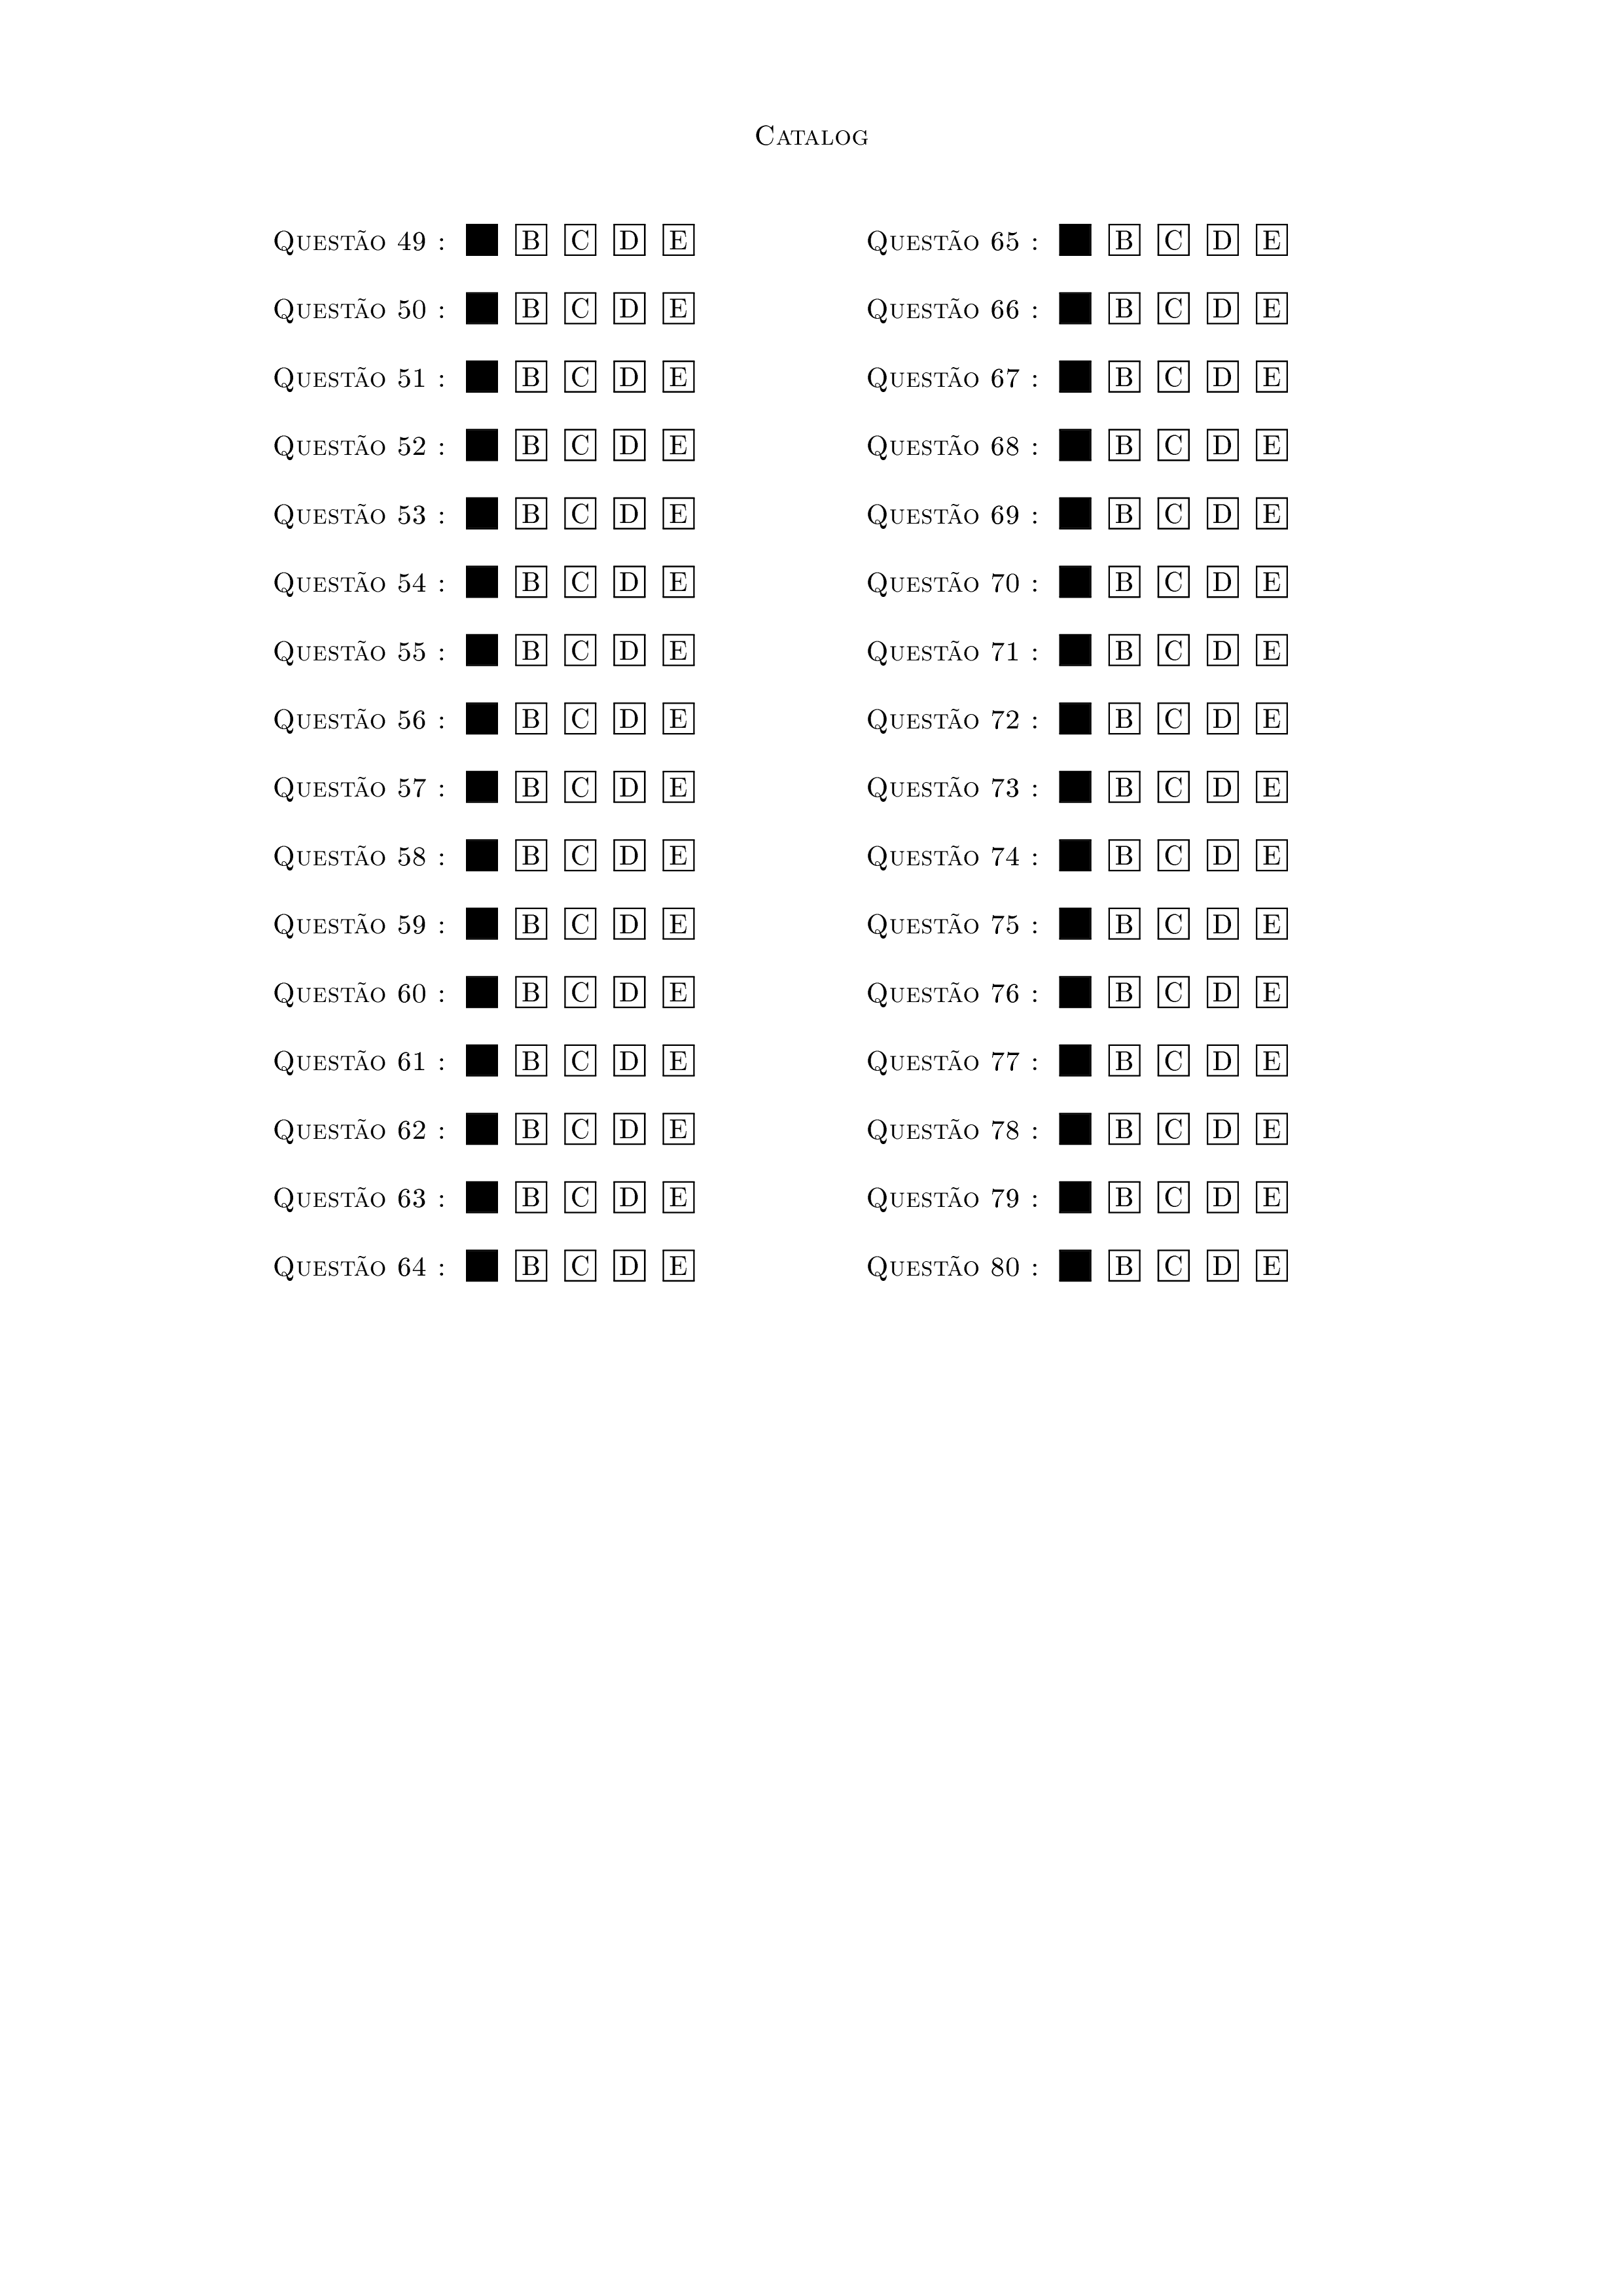 Catalog
Questão 49 : B C D E
Questão 50 : B C D E
Questão 51 : B C D E
Questão 52 : B C D E
Questão 53 : B C D E
Questão 54 : B C D E
Questão 55 : B C D E
Questão 56 : B C D E
Questão 57 : B C D E
Questão 58 : B C D E
Questão 59 : B C D E
Questão 60 : B C D E
Questão 61 : B C D E
Questão 62 : B C D E
Questão 63 : B C D E
Questão 64 : B C D E
Questão 65 : B C D E
Questão 66 : B C D E
Questão 67 : B C D E
Questão 68 : B C D E
Questão 69 : B C D E
Questão 70 : B C D E
Questão 71 : B C D E
Questão 72 : B C D E
Questão 73 : B C D E
Questão 74 : B C D E
Questão 75 : B C D E
Questão 76 : B C D E
Questão 77 : B C D E
Questão 78 : B C D E
Questão 79 : B C D E
Questão 80 : B C D E